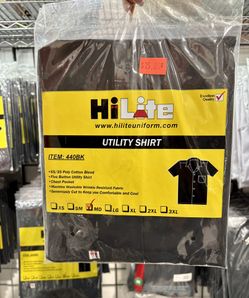 Excellent
Quality
HiLite
www.hiliteuniform.com
UTILITY SHIRT
ITEM: 440BK
• 65/35 Poly Cotton Blend
• Five Button Utility Shirt
• Chest Pocket
• Machine Washable Wrinkle Resistant Fabric
• Generously Cut to Keep you Comfortable and Cool
XS SM MD LG XL 2XL 3XL